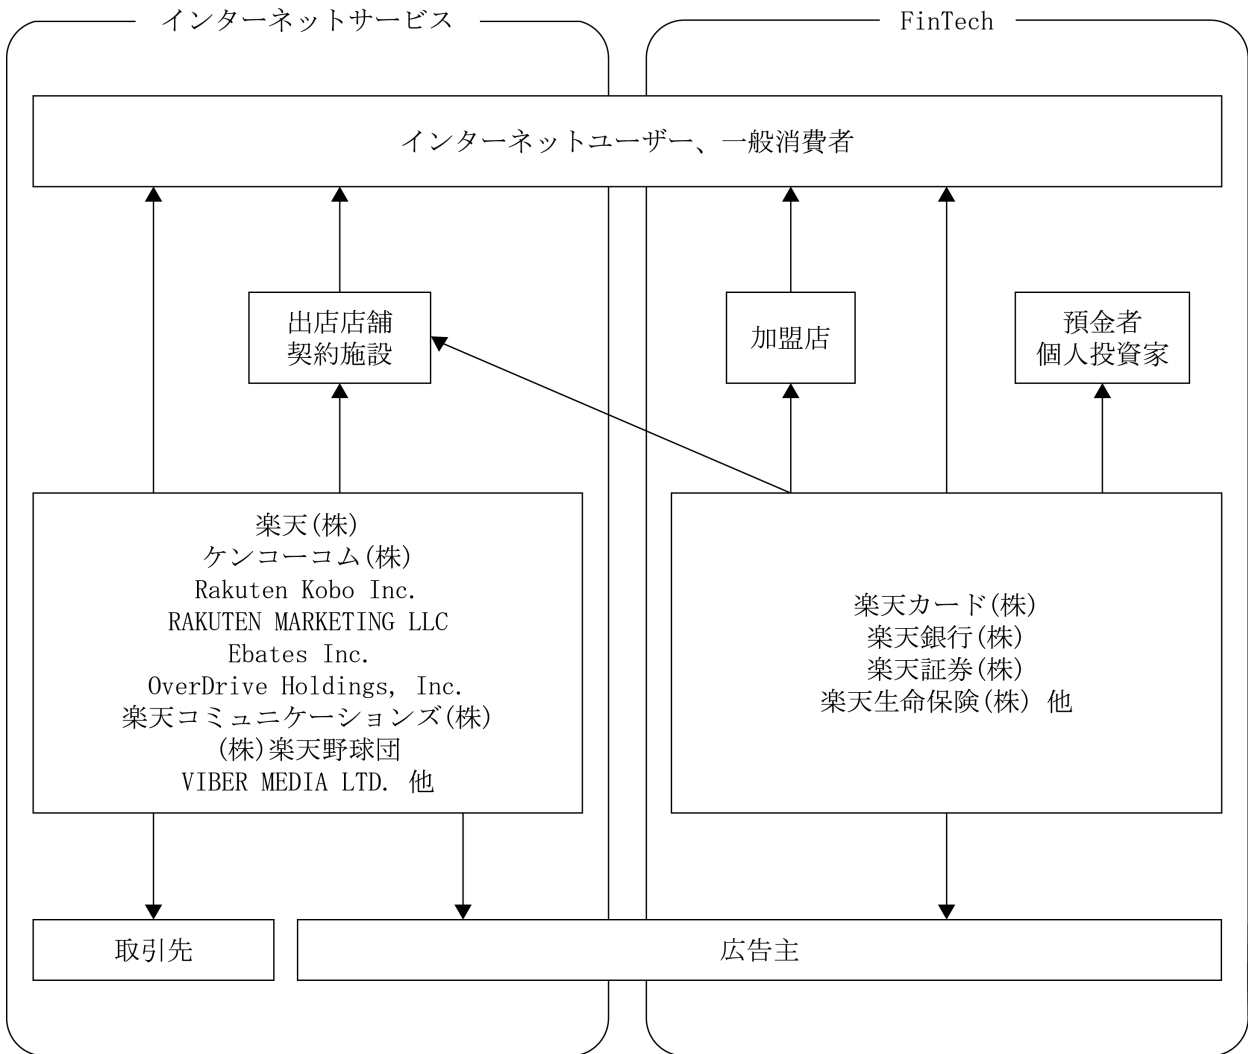 インターネットサービス
FinTech
インターネットユーザー、一般消費者
出店店舗
契約施設
加盟店
預金者
個人投資家
楽天(株)
ケンコーコム(株)
Rakuten Kobo Inc.
RAKUTEN MARKETING LLC
Ebates Inc.
OverDrive Holdings, Inc.
楽天コミュニケーションズ(株)
(株)楽天野球団
VIBER MEDIA LTD. 他
楽天カード(株)
楽天銀行(株)
楽天証券(株)
楽天生命保険(株) 他
取引先
広告主